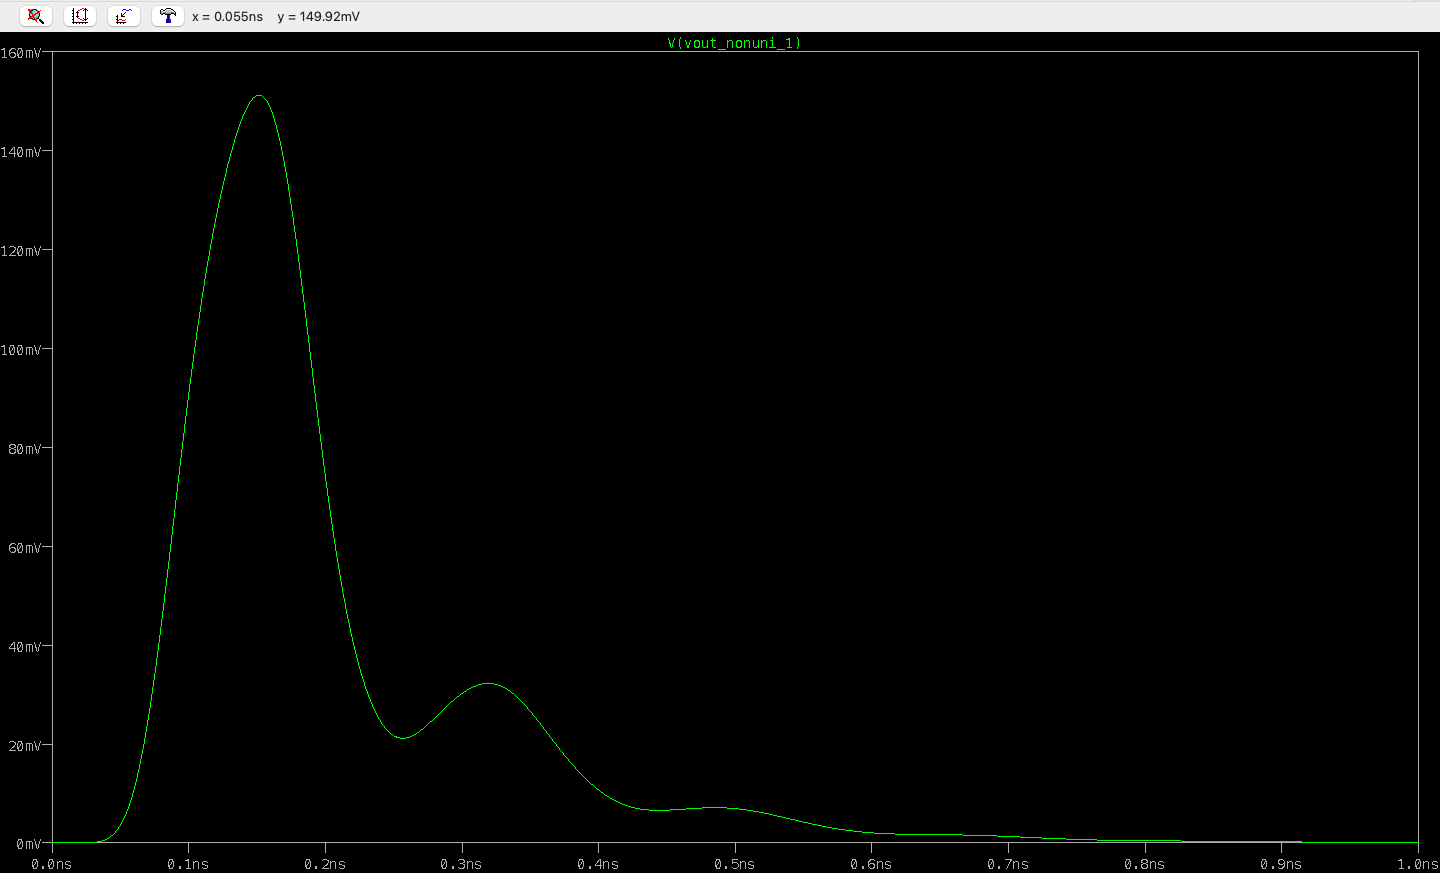 x = 0.055ns y = 149.92mV
V(vout_nonuni_1)
160mV
140mV
120mV
100mV
80mV
60mV
40mV
20mV
0mV
0.0ns 0.1ns 0.2ns 0.3ns 0.4ns 0.5ns 0.6ns 0.7ns 0.8ns 0.9ns 1.0ns